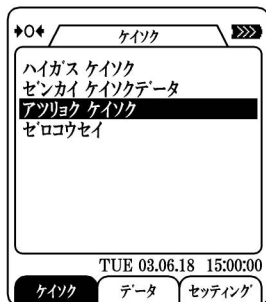 →0← ケイソク >>>
ハイガス ケイソク
ゼンカイ ケイソクデータ
アツリョク ケイソク
ゼロコウセイ
TUE 03.06.18 15:00:00
ケイソク データ セッティング